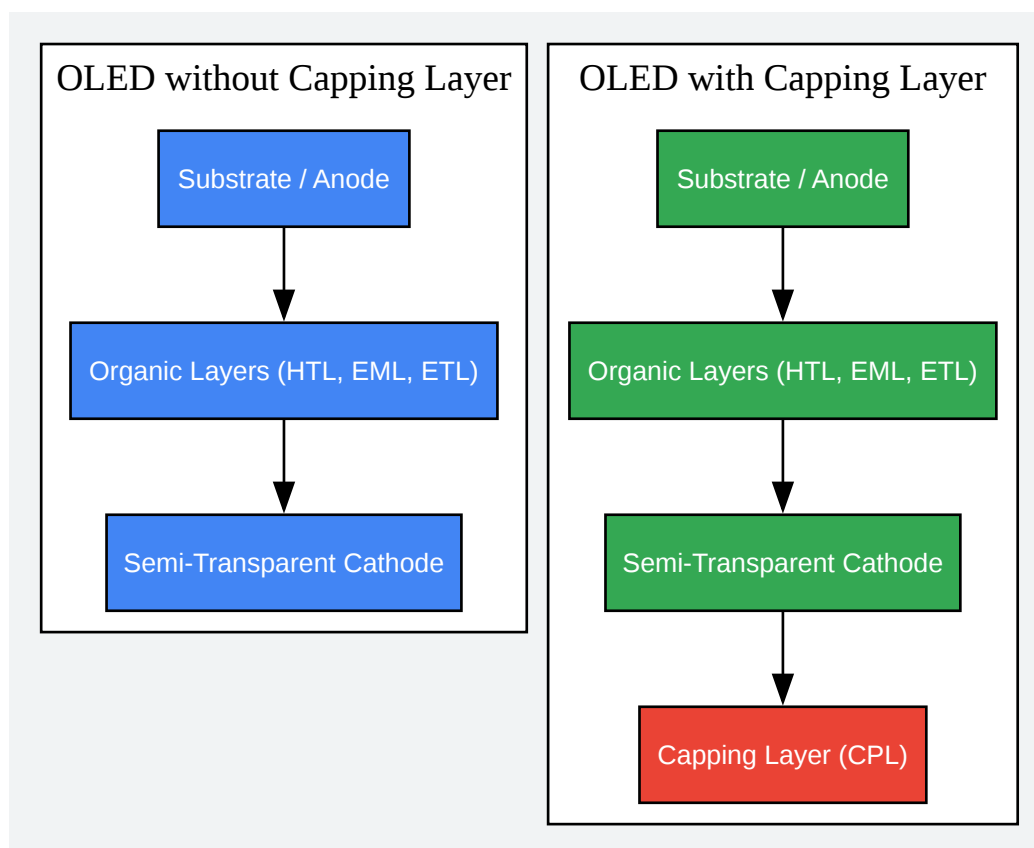 OLED without Capping Layer
Substrate / Anode
Organic Layers (HTL, EML, ETL)
Semi-Transparent Cathode
OLED with Capping Layer
Substrate / Anode
Organic Layers (HTL, EML, ETL)
Semi-Transparent Cathode
Capping Layer (CPL)